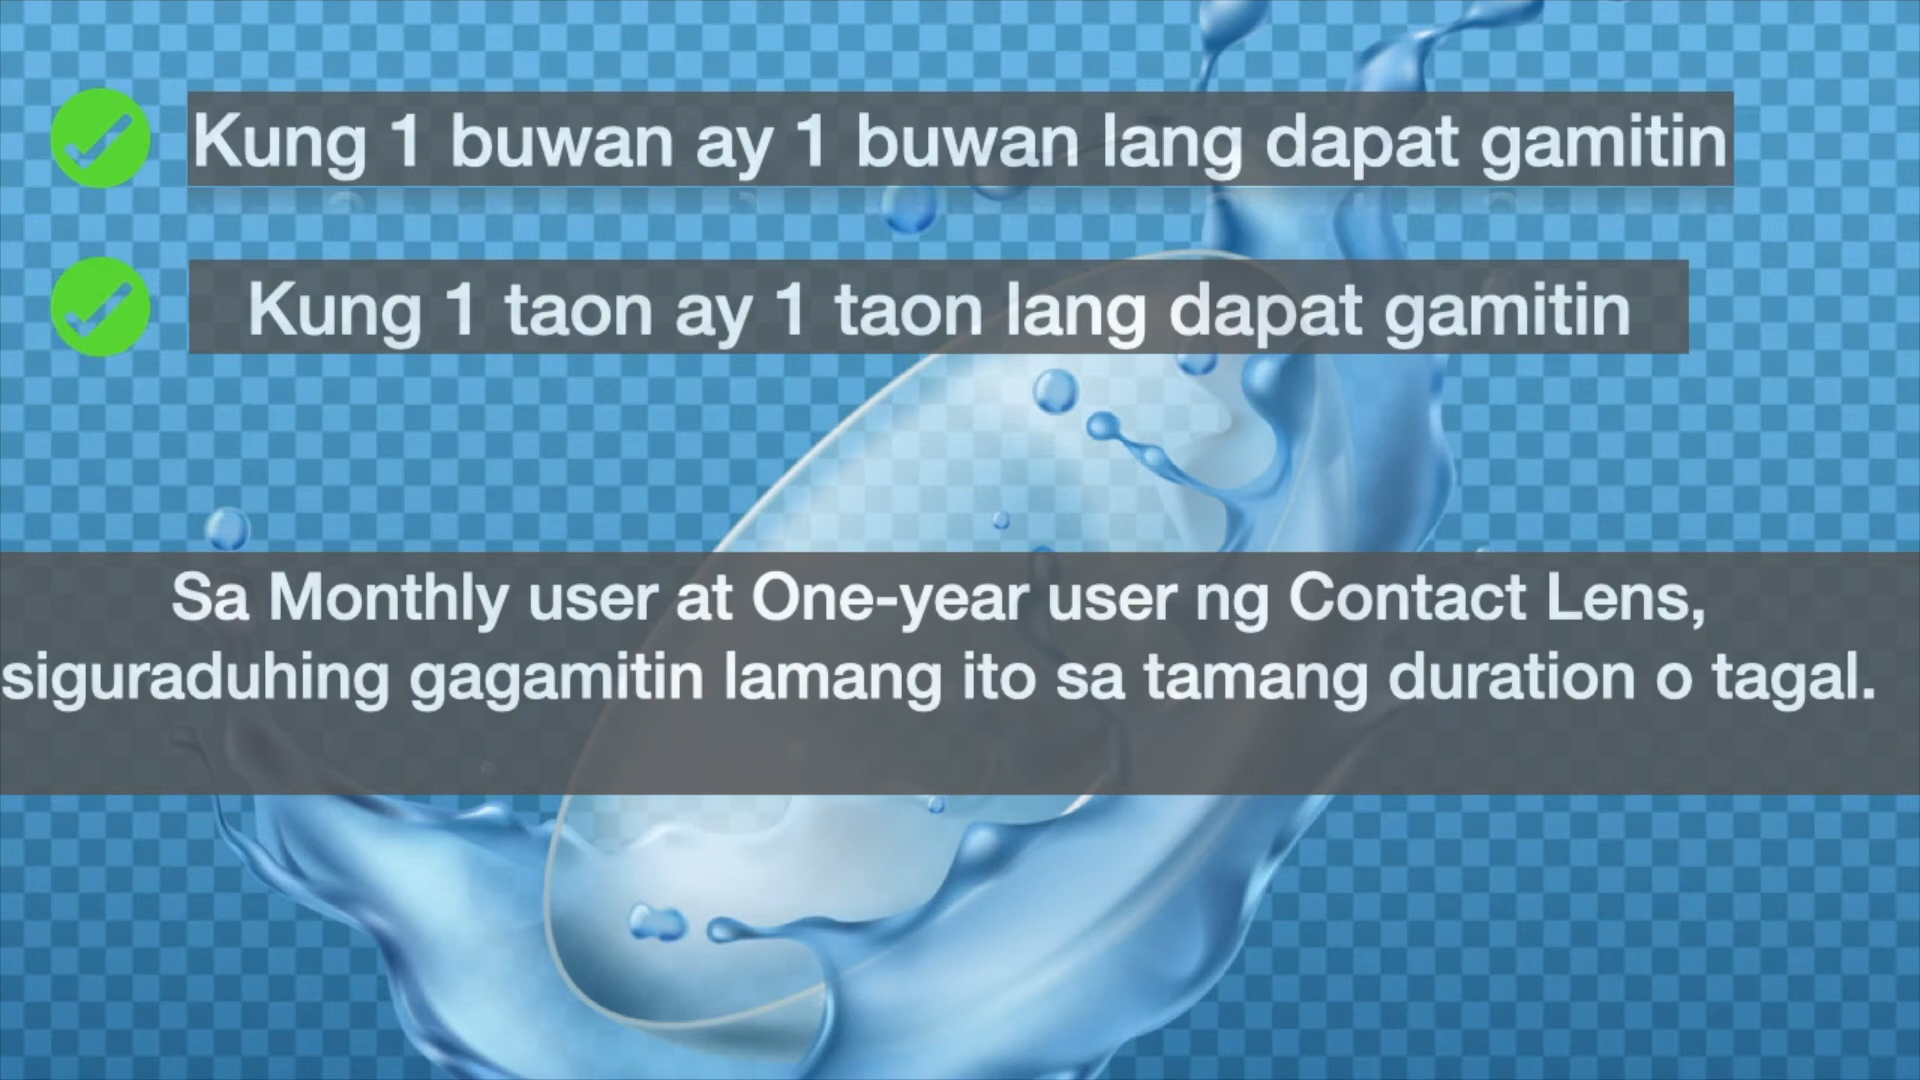 Kung 1 buwan ay 1 buwan lang dapat gamitin
Kung 1 taon ay 1 taon lang dapat gamitin
Sa Monthly user at One-year user ng Contact Lens,
siguraduhing gagamitin lamang ito sa tamang duration o tagal.